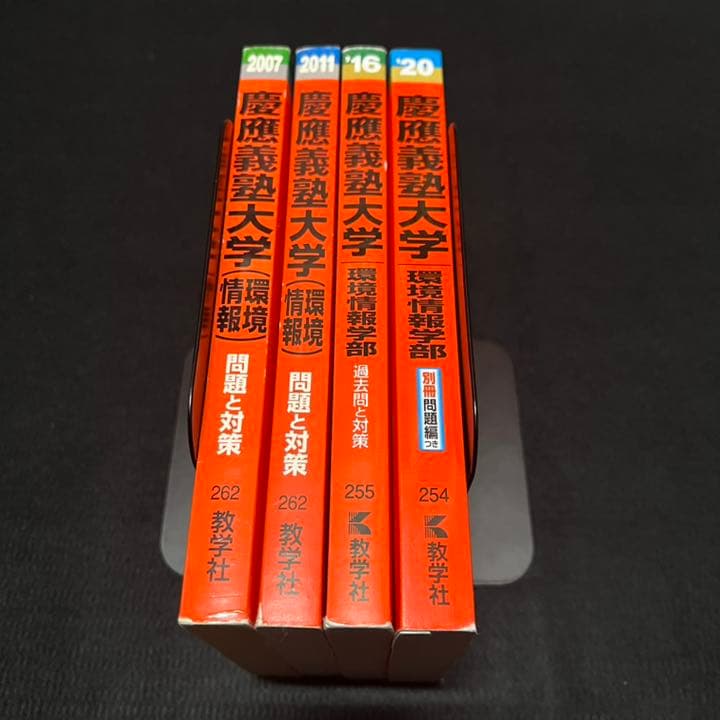 2007
慶應義塾大学
(環境
情報)
問題と対策
262
教学社
2011
慶應義塾大学
(環境
情報)
問題と対策
262
教学社
'16
慶應義塾大学
環境情報学部
過去問と対策
255
教学社
'20
慶應義塾大学
環境情報学部
別冊問題編つき
254
教学社